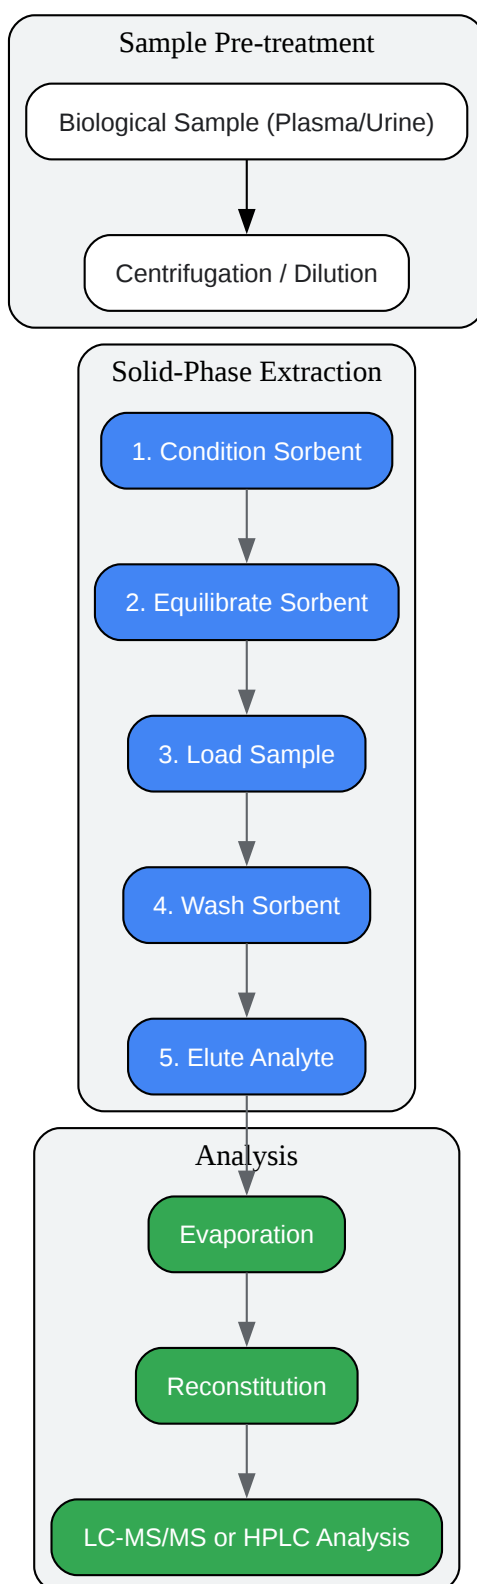 Sample Pre-treatment
Biological Sample (Plasma/Urine)
Centrifugation / Dilution
Solid-Phase Extraction
1. Condition Sorbent
2. Equilibrate Sorbent
3. Load Sample
4. Wash Sorbent
5. Elute Analyte
Analysis
Evaporation
Reconstitution
LC-MS/MS or HPLC Analysis